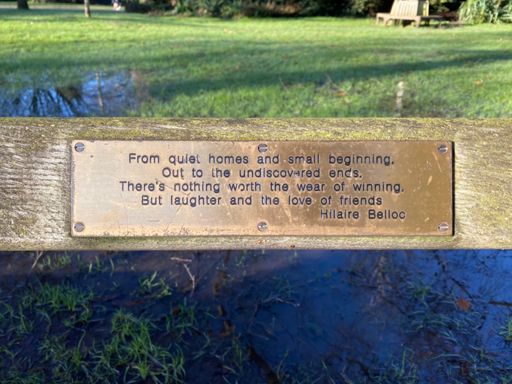 From quiet homes and small beginning,
Out to the undiscovered ends.
There's nothing worth the wear of winning,
But laughter and the love of friends
Hilaire Belloc